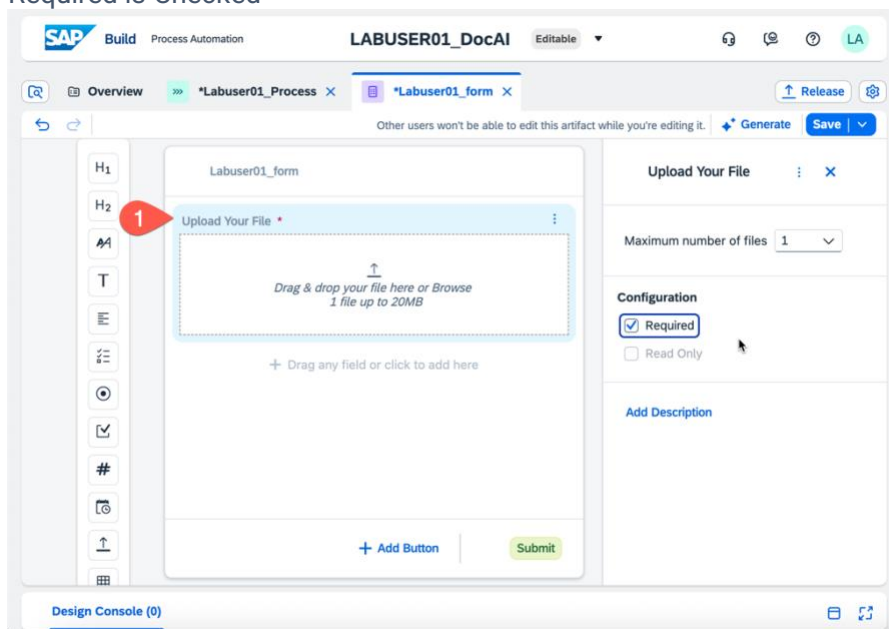 Required is Checked
SAP Build Process Automation LABUSER01_DocAI Editable LA
Overview *Labuser01_Process *Labuser01_form Release
Other users won't be able to edit this artifact while you're editing it. Generate Save
H1
H2
T
#
Labuser01_form
1
Upload Your File *
Drag & drop your file here or Browse
1 file up to 20MB
+ Drag any field or click to add here
+ Add Button Submit
Upload Your File
Maximum number of files 1
Configuration
Required
Read Only
Add Description
Design Console (0)